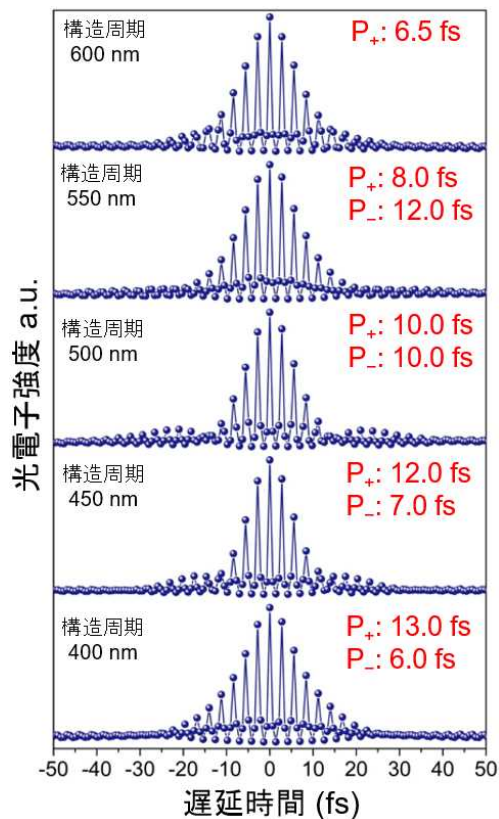 構造周期
600 nm
P+: 6.5 fs
構造周期
550 nm
P+: 8.0 fs
P−: 12.0 fs
構造周期
500 nm
P+: 10.0 fs
P−: 10.0 fs
構造周期
450 nm
P+: 12.0 fs
P−: 7.0 fs
構造周期
400 nm
P+: 13.0 fs
P−: 6.0 fs
光電子強度 a.u.
-50 -40 -30 -20 -10 0 10 20 30 40 50
遅延時間 (fs)